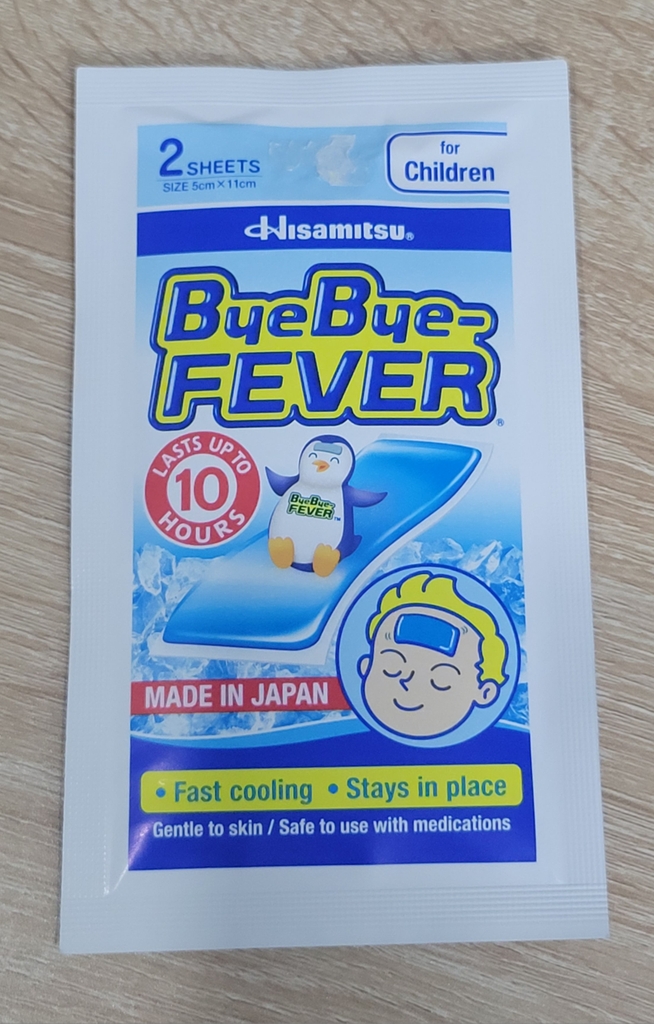 2 SHEETS
SIZE 5cm×11cm
for
Children
Hisamitsu®
ByeBye-
FEVER®
LASTS UP TO
10
HOURS
ByeBye-
FEVER™
MADE IN JAPAN
• Fast cooling • Stays in place
Gentle to skin / Safe to use with medications